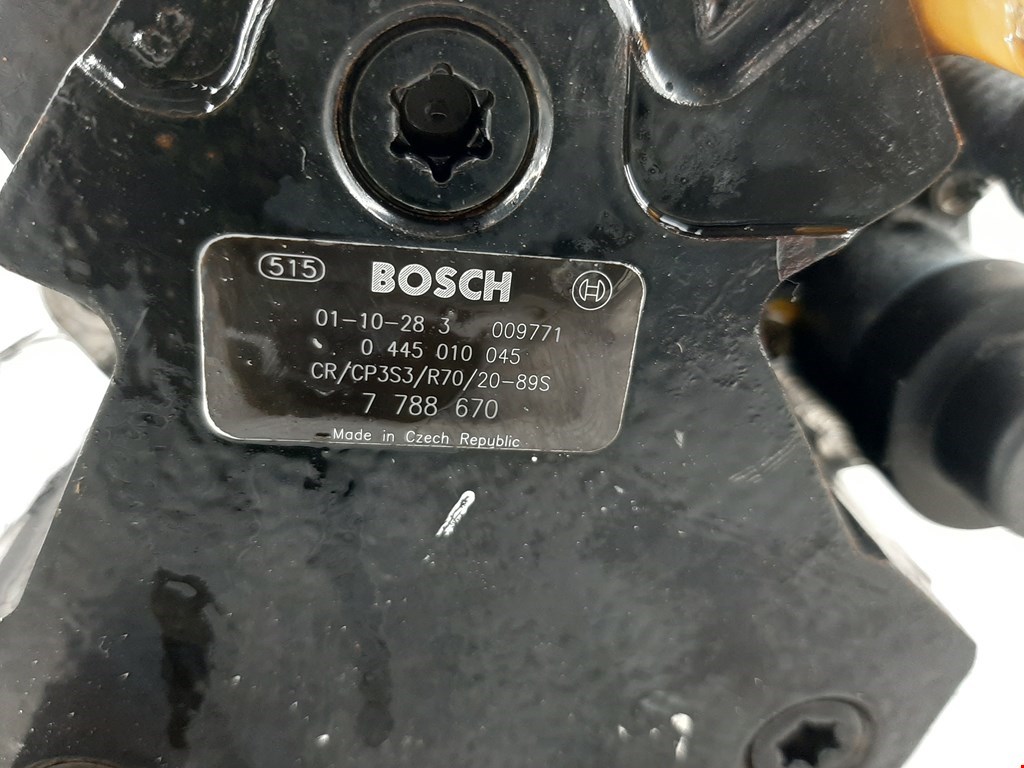 515 BOSCH
01-10-28 3 009771
0 445 010 045
CR/CP3S3/R70/20-89S
7 788 670
Made in Czech Republic